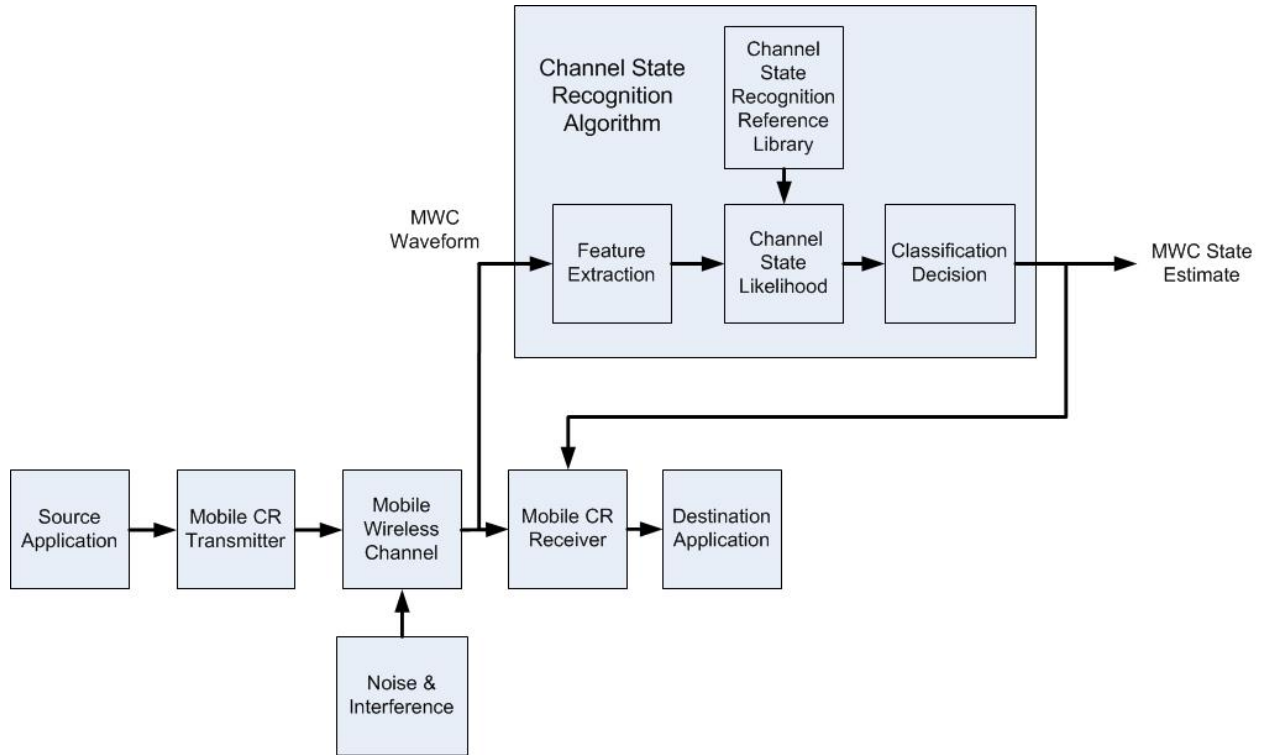 Channel State
Recognition
Algorithm
Channel
State
Recognition
Reference
Library
MWC
Waveform
Feature
Extraction
Channel
State
Likelihood
Classification
Decision
MWC State
Estimate
Source
Application
Mobile CR
Transmitter
Mobile
Wireless
Channel
Mobile CR
Receiver
Destination
Application
Noise &
Interference